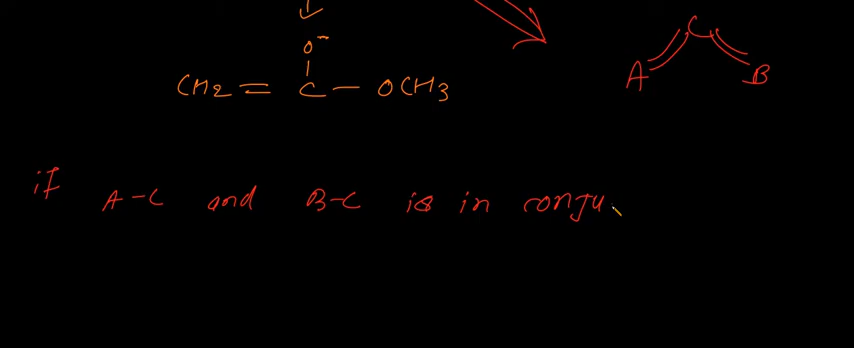 O-
C
CH2 = C - OCH3
A B
if A-C and B-C is in conju